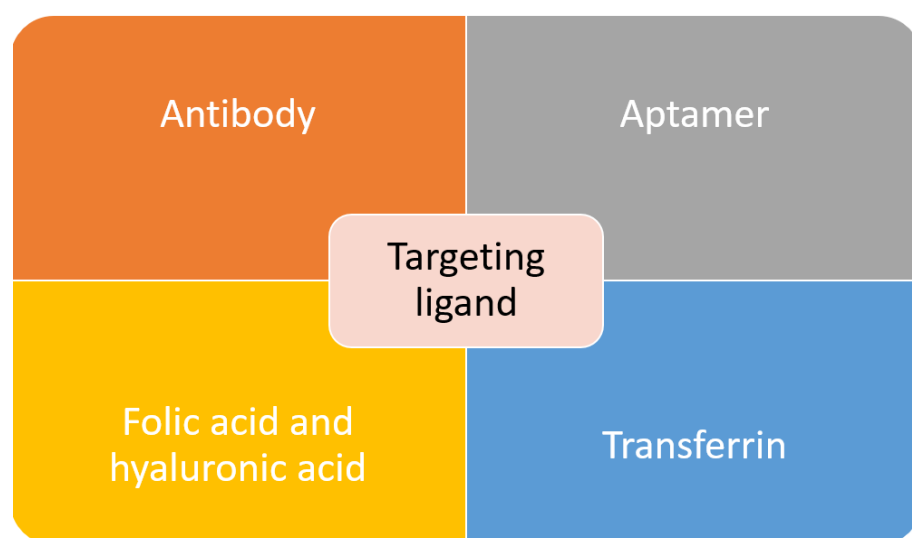 Antibody
Aptamer
Targeting
ligand
Folic acid and
hyaluronic acid
Transferrin